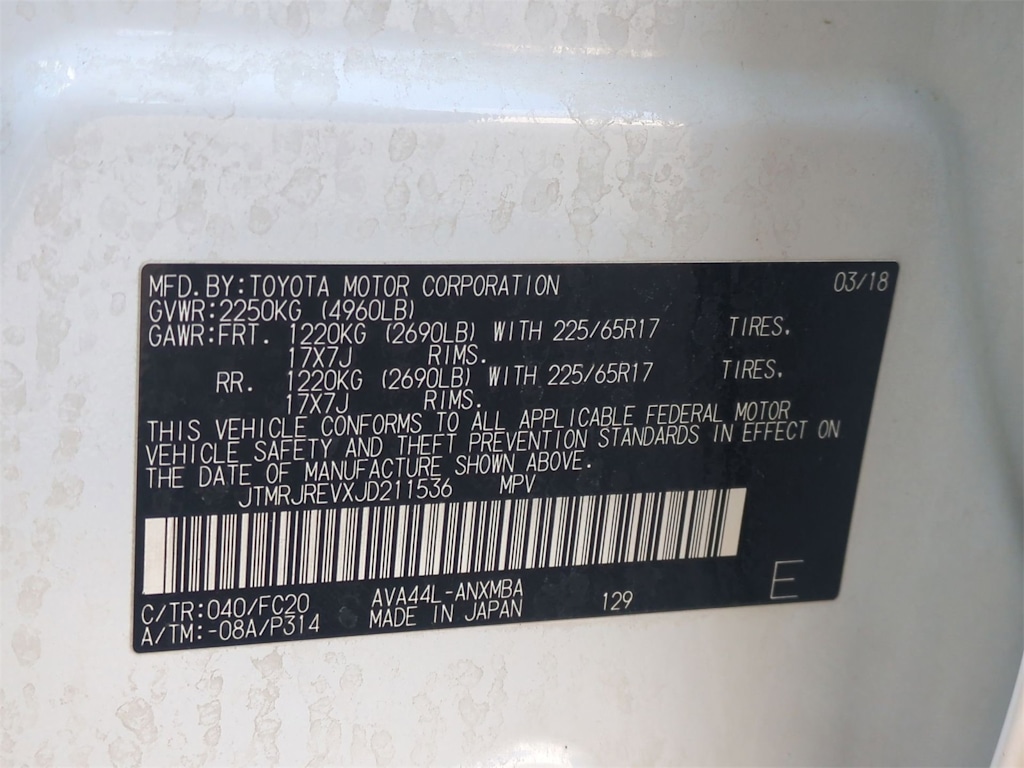 MFD. BY: TOYOTA MOTOR CORPORATION 03/18
GVWR: 2250KG (4960LB)
GAWR: FRT. 1220KG (2690LB) WITH 225/65R17 TIRES,
17X7J RIMS.
RR. 1220KG (2690LB) WITH 225/65R17 TIRES,
17X7J RIMS.
THIS VEHICLE CONFORMS TO ALL APPLICABLE FEDERAL MOTOR
VEHICLE SAFETY AND THEFT PREVENTION STANDARDS IN EFFECT ON
THE DATE OF MANUFACTURE SHOWN ABOVE.
JTMRJREVXJD211536 MPV
C/TR: 040/FC20 AVA44L-ANXMBA 129 E
A/TM: -08A/P314 MADE IN JAPAN